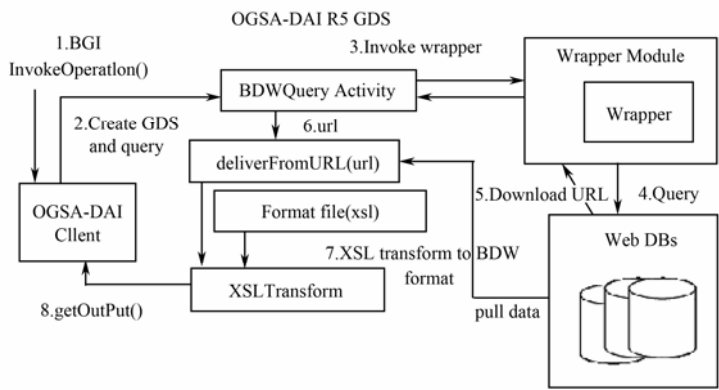 OGSA-DAI R5 GDS
1.BGI
InvokeOperatIon()
3.Invoke wrapper
Wrapper Module
BDWQuery Activity
Wrapper
2.Create GDS
and query
6.url
deliverFromURL(url)
5.Download URL
4.Query
OGSA-DAI
Cllent
Format file(xsl)
Web DBs
7.XSL transform to BDW
format
XSLTransform
pull data
8.getOutPut()